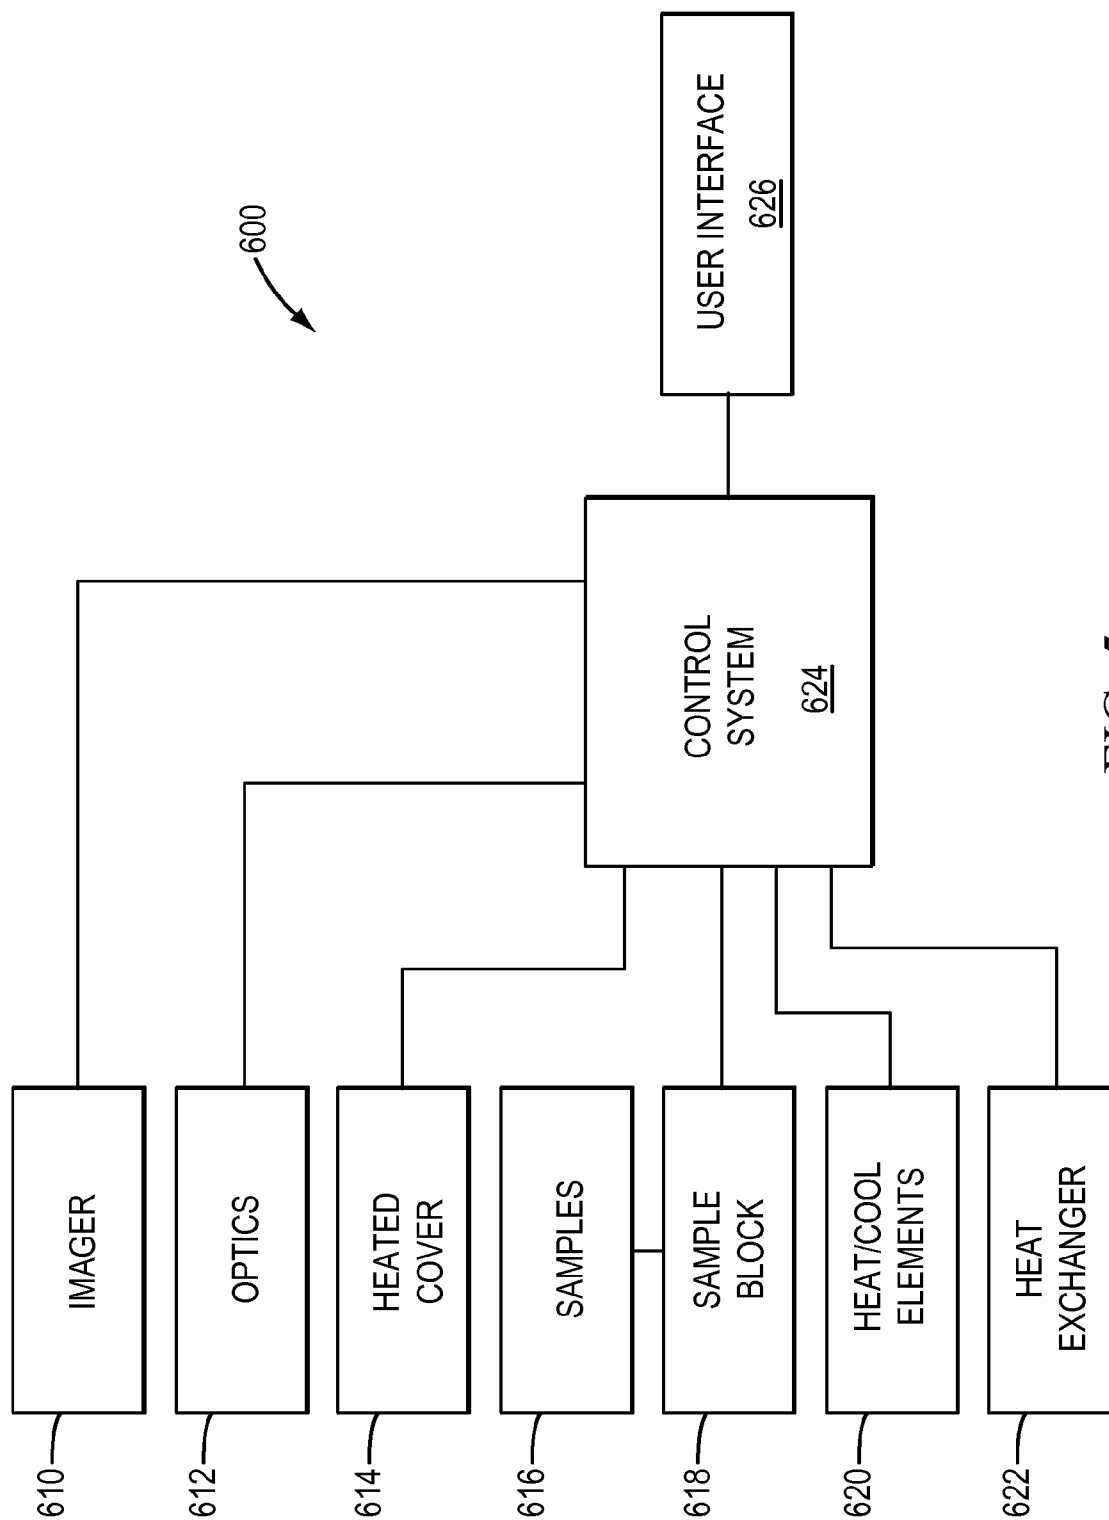 600
610
IMAGER
612
OPTICS
614
HEATED
COVER
616
SAMPLES
618
SAMPLE
BLOCK
620
HEAT/COOL
ELEMENTS
622
HEAT
EXCHANGER
CONTROL
SYSTEM
624
USER INTERFACE
626